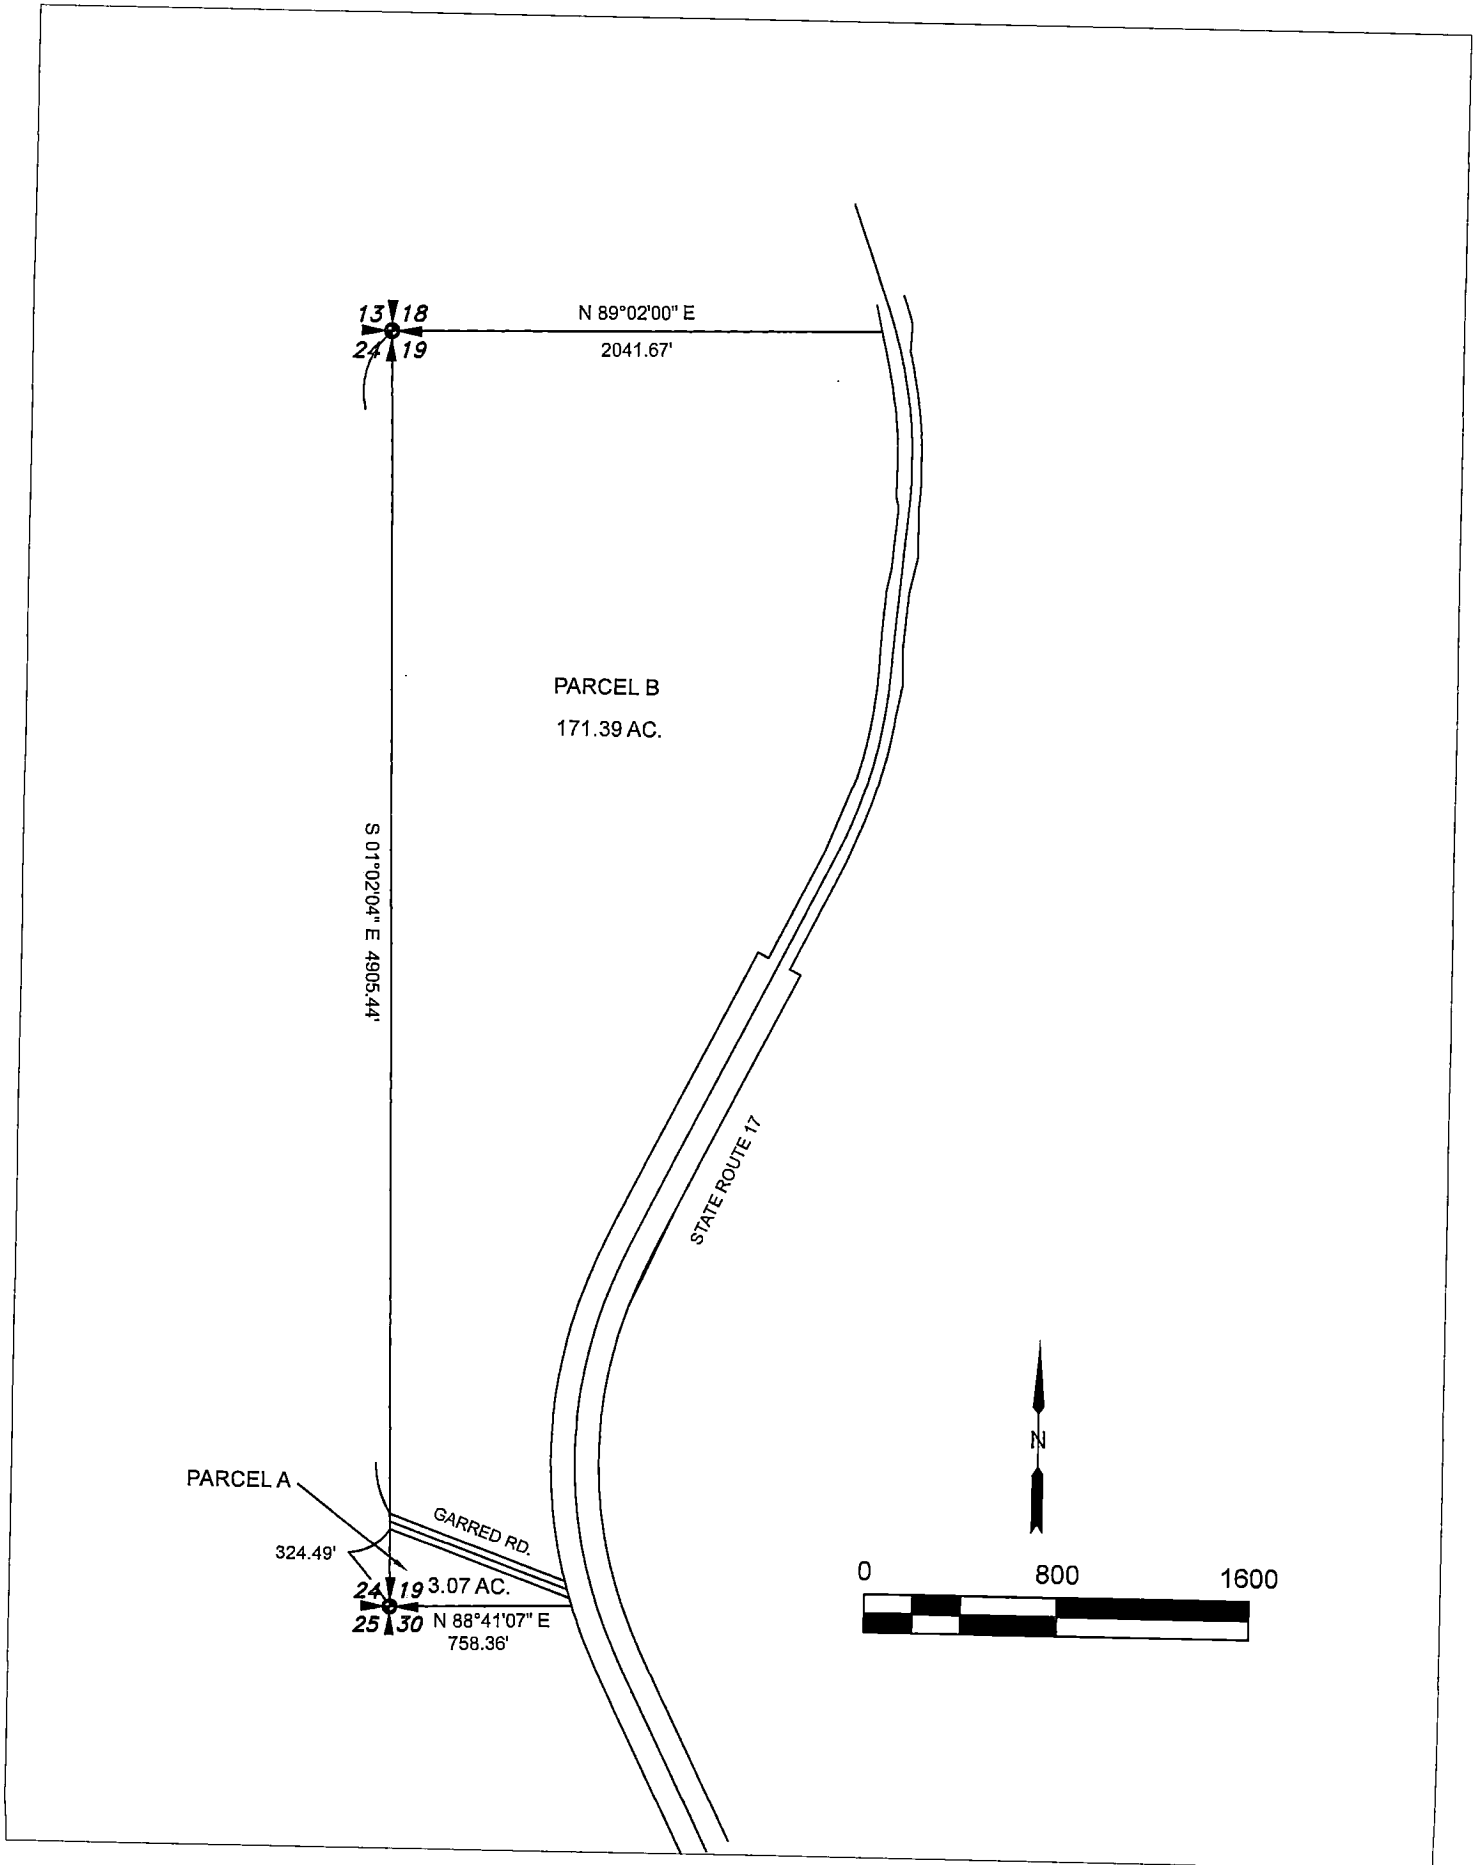 13 18
24 19
N 89°02'00" E
2041.67'
PARCEL B
171.39 AC.
S 01°02'04" E 4905.44'
STATE ROUTE 17
PARCEL A
GARRED RD.
324.49'
24 19
3.07 AC.
25 30
N 88°41'07" E
758.36'
N
0 800 1600